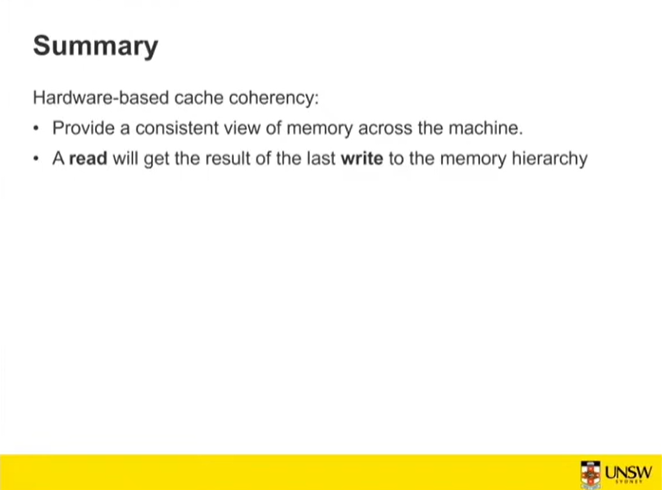 Summary
Hardware-based cache coherency:
• Provide a consistent view of memory across the machine.
• A read will get the result of the last write to the memory hierarchy
UNSW
SYDNEY